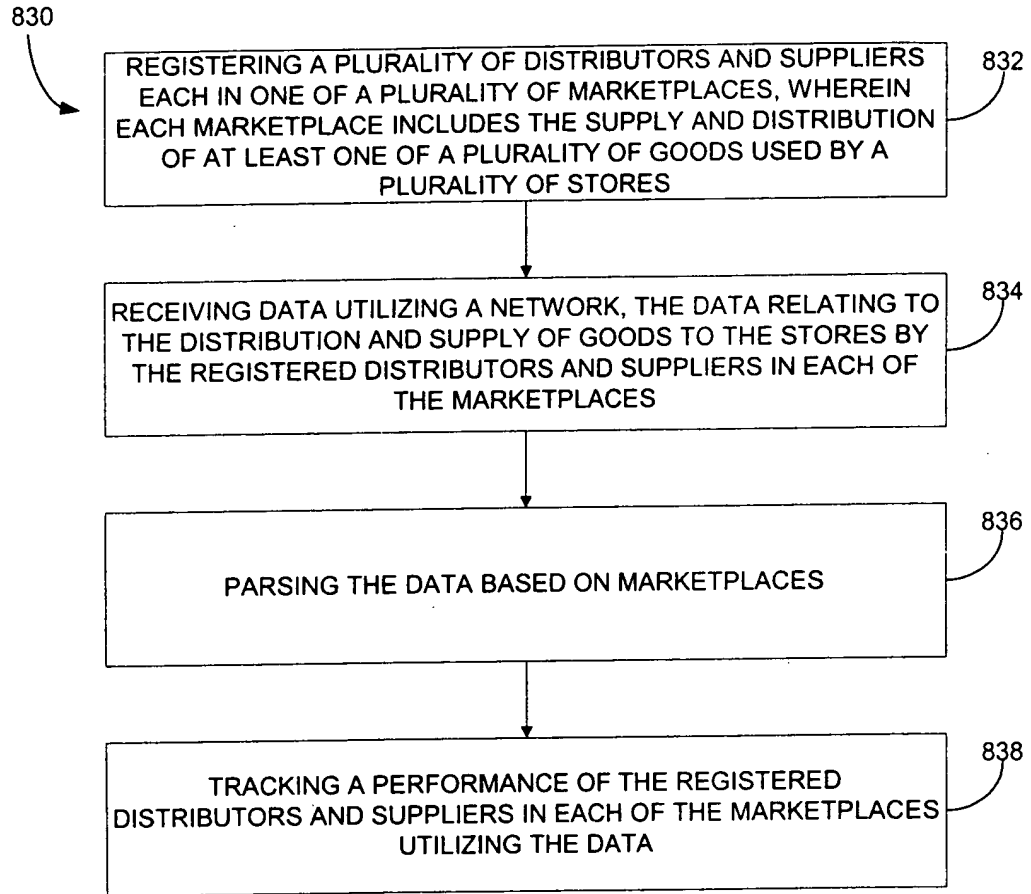 830
REGISTERING A PLURALITY OF DISTRIBUTORS AND SUPPLIERS
EACH IN ONE OF A PLURALITY OF MARKETPLACES, WHEREIN
EACH MARKETPLACE INCLUDES THE SUPPLY AND DISTRIBUTION
OF AT LEAST ONE OF A PLURALITY OF GOODS USED BY A
PLURALITY OF STORES
832
RECEIVING DATA UTILIZING A NETWORK, THE DATA RELATING TO
THE DISTRIBUTION AND SUPPLY OF GOODS TO THE STORES BY
THE REGISTERED DISTRIBUTORS AND SUPPLIERS IN EACH OF
THE MARKETPLACES
834
PARSING THE DATA BASED ON MARKETPLACES
836
TRACKING A PERFORMANCE OF THE REGISTERED
DISTRIBUTORS AND SUPPLIERS IN EACH OF THE MARKETPLACES
UTILIZING THE DATA
838